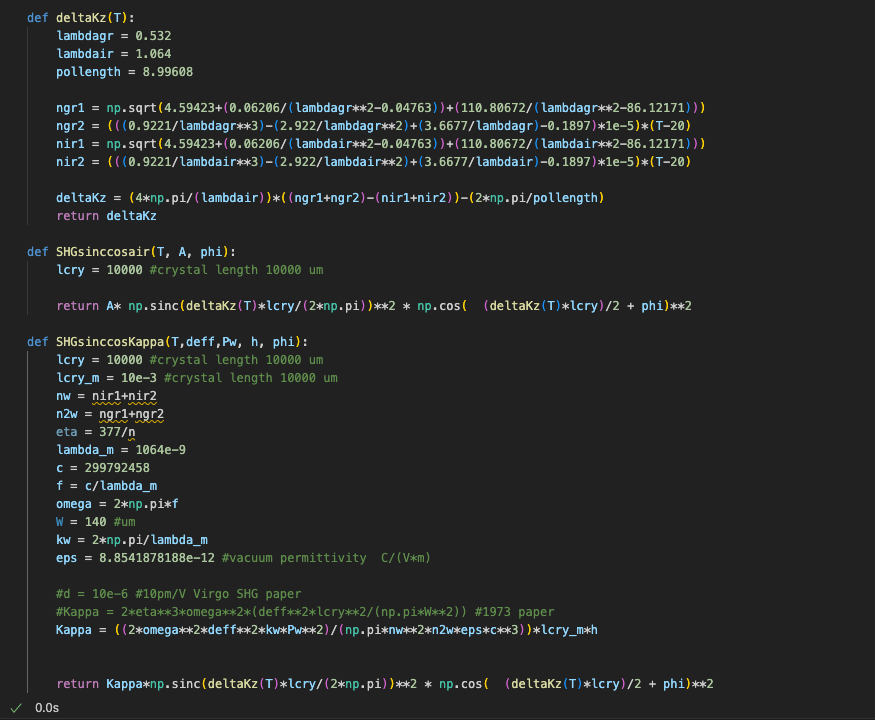 def deltaKz(T):
    lambdagr = 0.532
    lambdair = 1.064
    pollength = 8.99608
    ngr1 = np.sqrt(4.59423+(0.06206/(lambdagr**2-0.04763))+(110.80672/(lambdagr**2-86.12171)))
    ngr2 = (((0.9221/lambdagr**3)-(2.922/lambdagr**2)+(3.6677/lambdagr)-0.1897)*1e-5)*(T-20)
    nir1 = np.sqrt(4.59423+(0.06206/(lambdair**2-0.04763))+(110.80672/(lambdair**2-86.12171)))
    nir2 = (((0.9221/lambdair**3)-(2.922/lambdair**2)+(3.6677/lambdair)-0.1897)*1e-5)*(T-20)
    deltaKz = (4*np.pi/(lambdair))*((ngr1+ngr2)-(nir1+nir2))-(2*np.pi/pollength)
    return deltaKz
def SHGsinccosair(T, A, phi):
    lcry = 10000 #crystal length 10000 um
    return A* np.sinc(deltaKz(T)*lcry/(2*np.pi))**2 * np.cos(  (deltaKz(T)*lcry)/2 + phi)**2
def SHGsinccosKappa(T,deff,Pw, h, phi):
    lcry = 10000 #crystal length 10000 um
    lcry_m = 10e-3 #crystal length 10000 um
    nw = nir1+nir2
    n2w = ngr1+ngr2
    eta = 377/n
    lambda_m = 1064e-9
    c = 299792458
    f = c/lambda_m
    omega = 2*np.pi*f
    W = 140 #um
    kw = 2*np.pi/lambda_m
    eps = 8.8541878188e-12 #vacuum permittivity  C/(V*m)
    #d = 10e-6 #10pm/V Virgo SHG paper
    #Kappa = 2*eta**3*omega**2*(deff**2*lcry**2/(np.pi*W**2)) #1973 paper
    Kappa = ((2*omega**2*deff**2*kw*Pw**2)/(np.pi*nw**2*n2w*eps*c**3))*lcry_m*h
    return Kappa*np.sinc(deltaKz(T)*lcry/(2*np.pi))**2 * np.cos(  (deltaKz(T)*lcry)/2 + phi)**2
0.0s